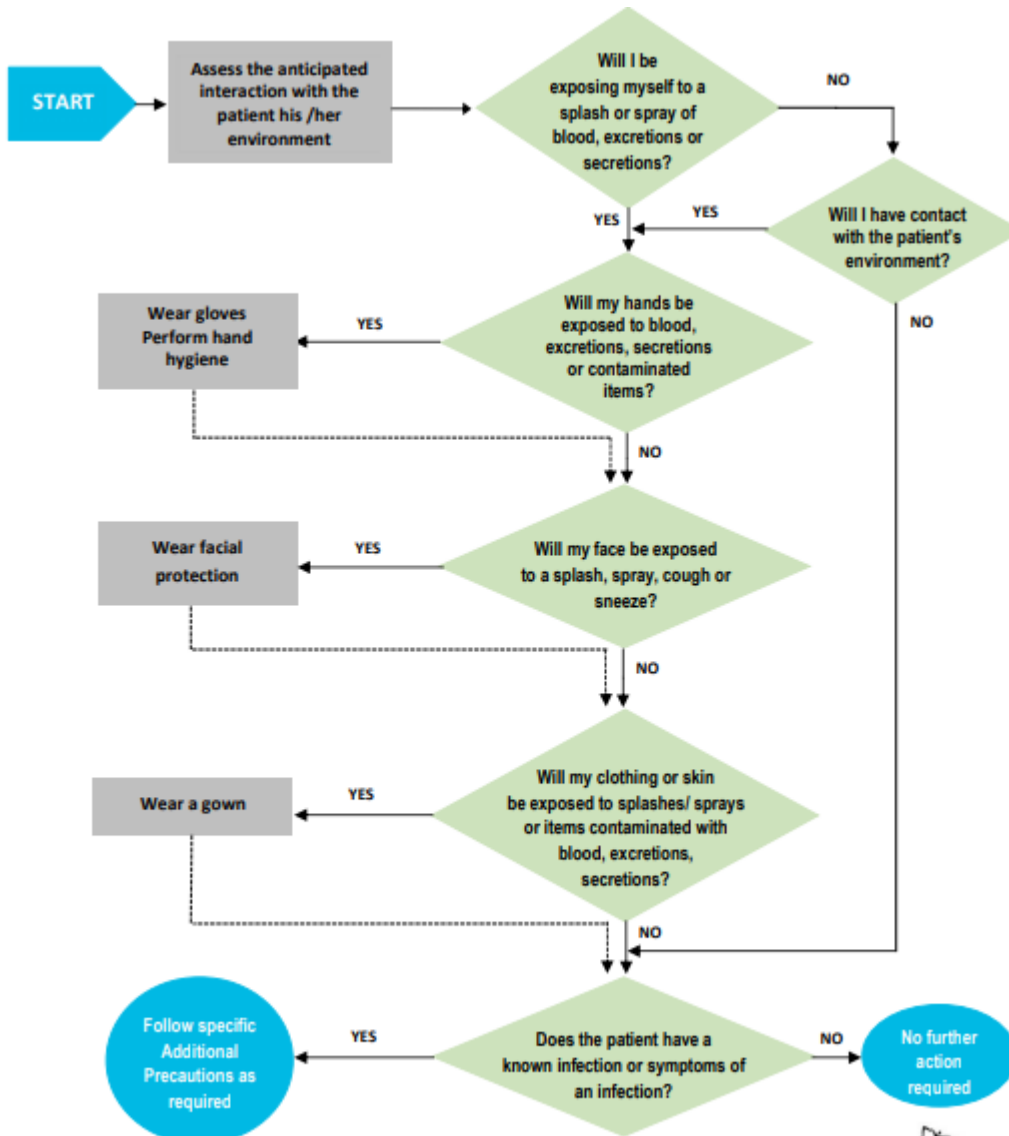 START
Assess the anticipated
interaction with the
patient his /her
environment
Will I be
exposing myself to a
splash or spray of
blood, excretions or
secretions?
NO
YES
YES
Will I have contact
with the patient's
environment?
NO
Wear gloves
Perform hand
hygiene
YES
Will my hands be
exposed to blood,
excretions, secretions
or contaminated
items?
NO
Wear facial
protection
YES
Will my face be exposed
to a splash, spray, cough or
sneeze?
NO
Wear a gown
YES
Will my clothing or skin
be exposed to splashes/ sprays
or items contaminated with
blood, excretions,
secretions?
NO
Follow specific
Additional
Precautions as
required
YES
Does the patient have a
known infection or symptoms of
an infection?
NO
No further
action
required